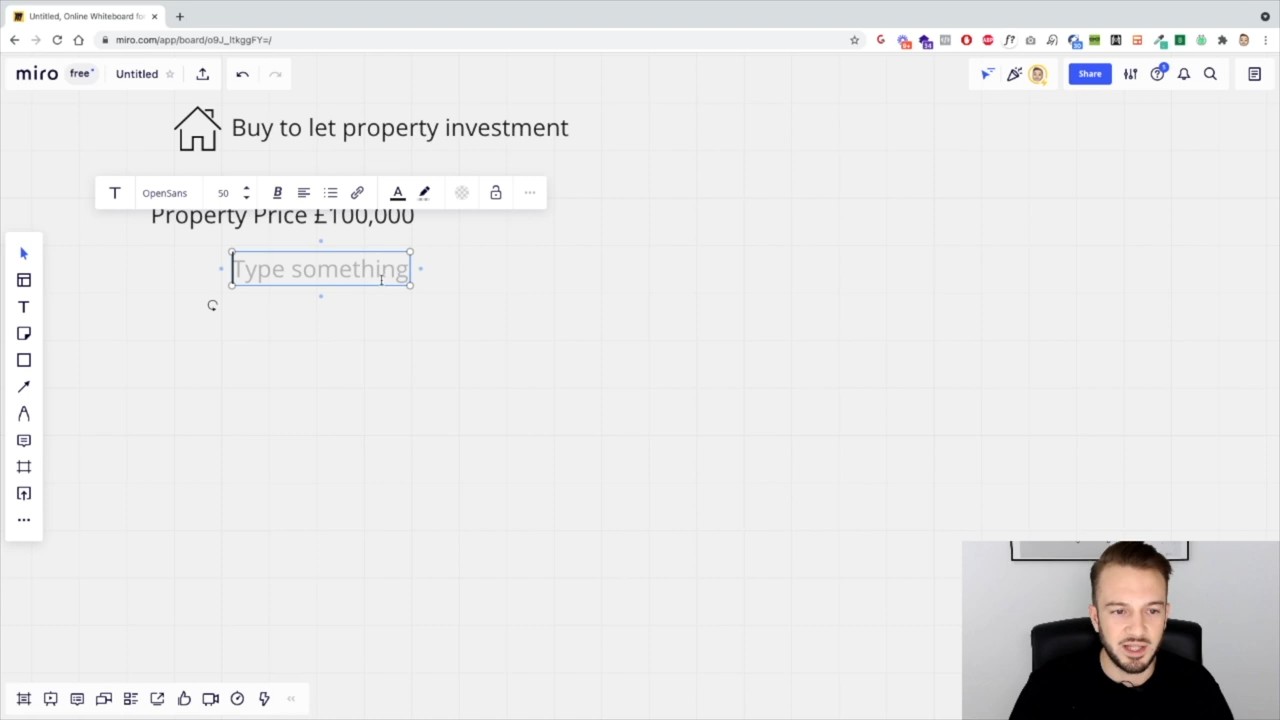 Untitled, Online Whiteboard for
miro.com/app/board/o9J_ltkggFY=/
miro free Untitled Share
Buy to let property investment
OpenSans 50 B A
Property Price £100,000
Type something
T